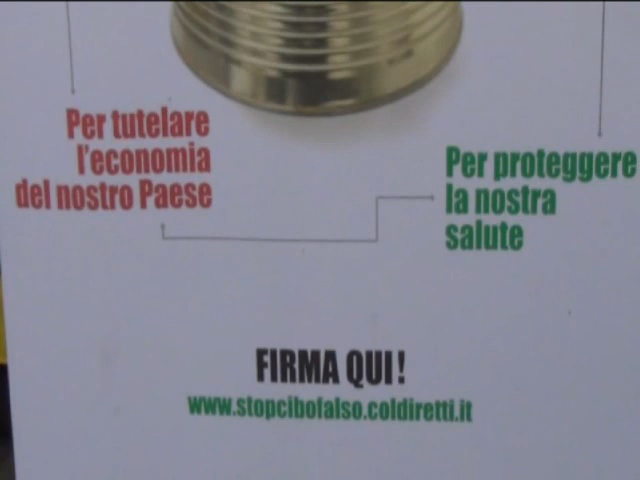 Per tutelare
l'economia
del nostro Paese
Per proteggere
la nostra
salute
FIRMA QUI!
www.stopcibofalso.coldiretti.it